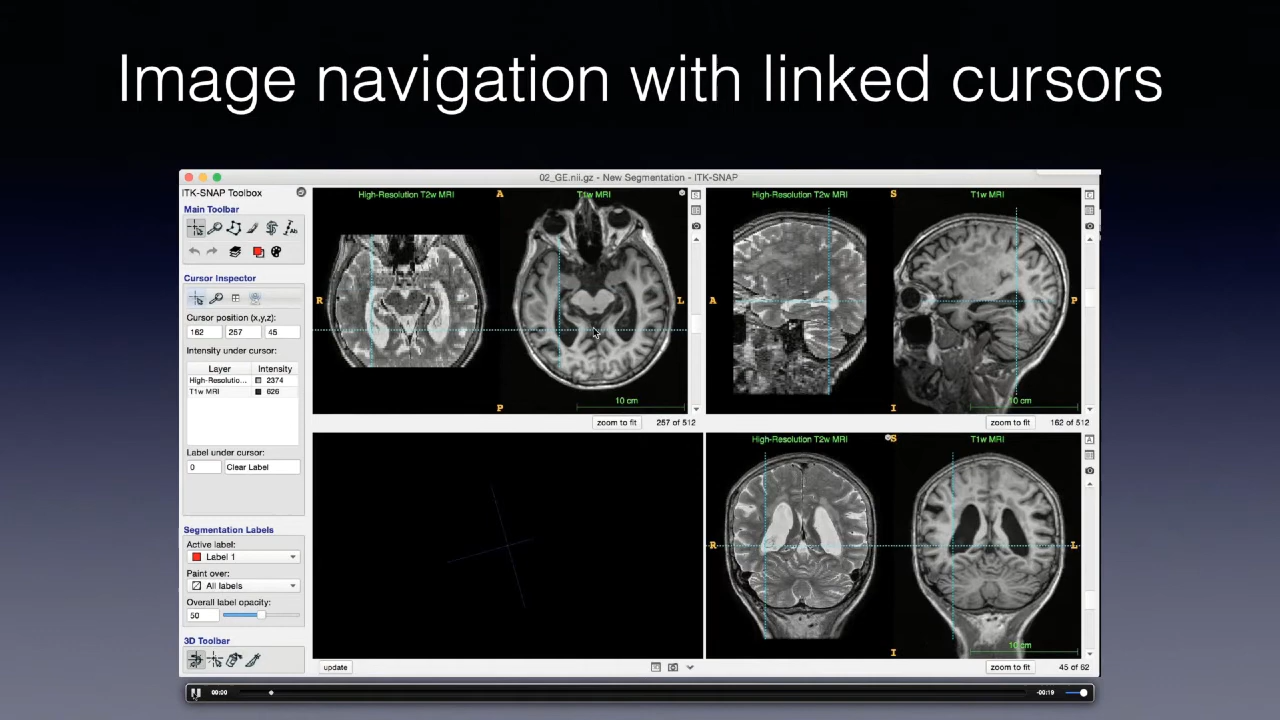 Image navigation with linked cursors
02_GE.nii.gz - New Segmentation - ITK-SNAP
ITK-SNAP Toolbox
Main Toolbar
Cursor Inspector
Cursor position (x,y,z):
162 257 45
Intensity under cursor:
Layer Intensity
High-Resolutio... 2374
T1w MRI 626
Label under cursor:
0 Clear Label
Segmentation Labels
Active label:
Label 1
Paint over:
All labels
Overall label opacity:
50
3D Toolbar
High-Resolution T2w MRI A T1w MRI
R L
10 cm
P
zoom to fit 257 of 512
High-Resolution T2w MRI S T1w MRI
A P
10 cm
I
zoom to fit 162 of 512
update
High-Resolution T2w MRI S T1w MRI
R L
10 cm
I
zoom to fit 45 of 62
00:00 -00:19